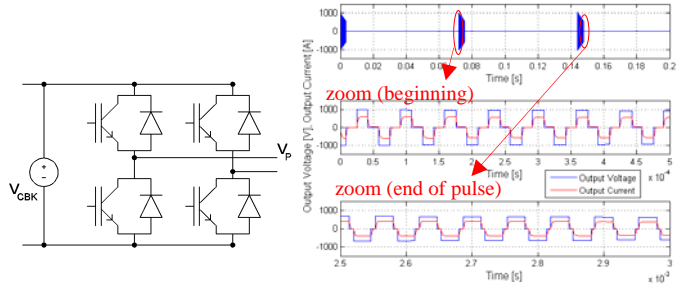 V_CBK
+
-
V_P
Output Voltage [V], Output Current [A]
1000
0
-1000
0 0.02 0.04 0.06 0.08 0.1 0.12 0.14 0.16 0.18 0.2
Time [s]
zoom (beginning)
1000
0
-1000
0 0.5 1 1.5 2 2.5 3 3.5 4 4.5 5
Time [s]
x 10^-4
zoom (end of pulse)
Output Voltage
Output Current
1000
0
-1000
2.5 2.6 2.7 2.8 2.9 3
Time [s]
x 10^-3